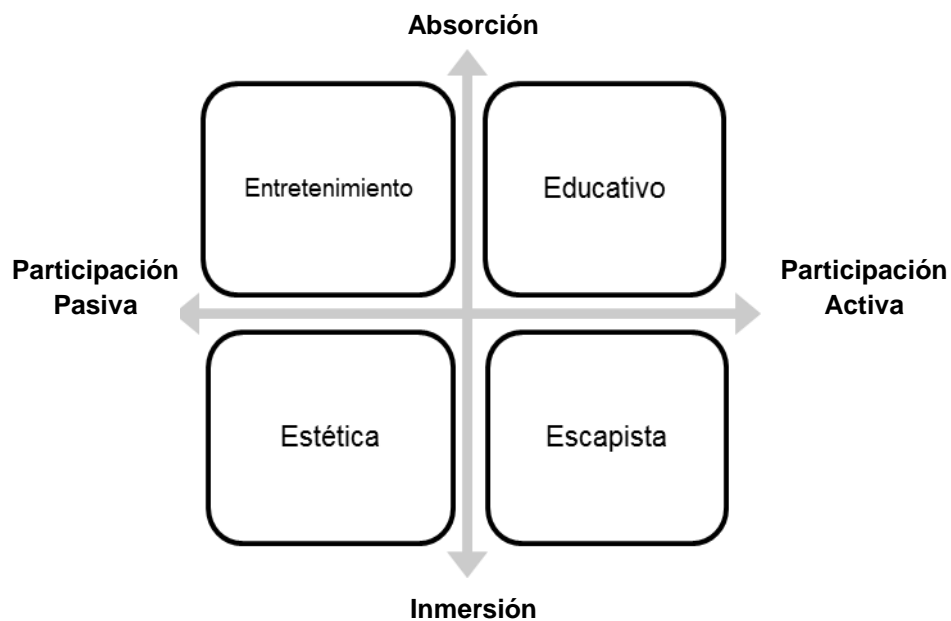 Absorción
Entretenimiento
Educativo
Participación
Pasiva
Participación
Activa
Estética
Escapista
Inmersión